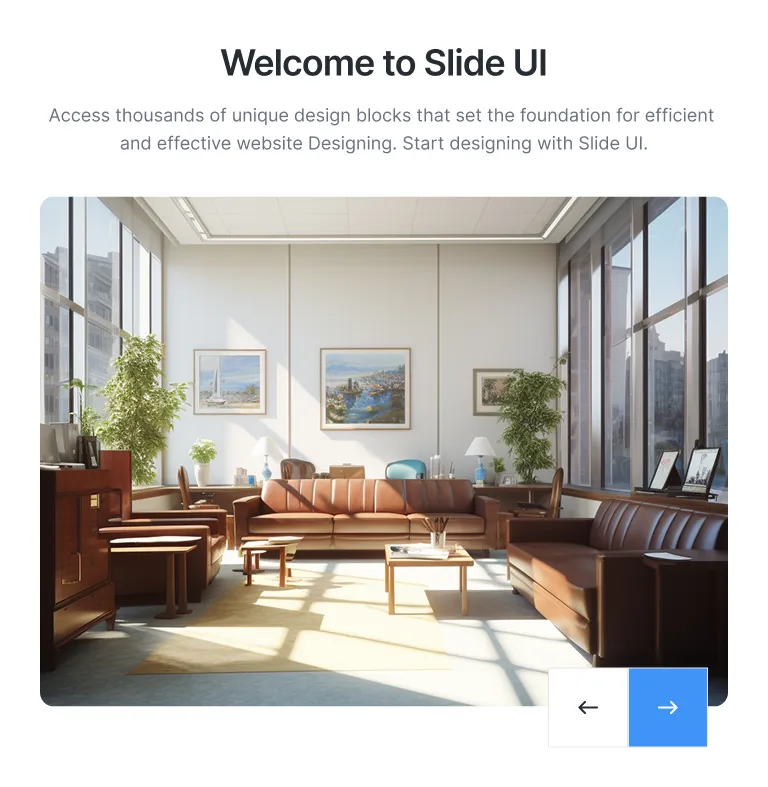 Welcome to Slide UI
Access thousands of unique design blocks that set the foundation for efficient
and effective website Designing. Start designing with Slide UI.